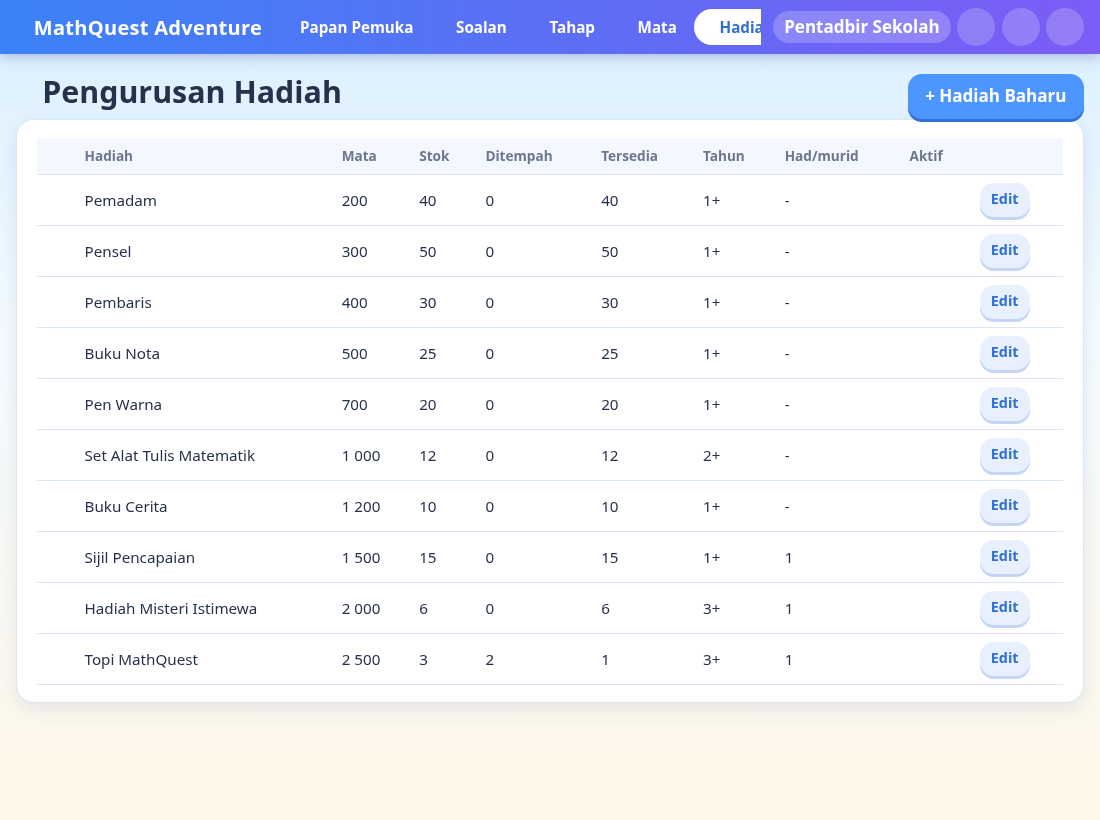 MathQuest Adventure Papan Pemuka Soalan Tahap Mata Hadia Pentadbir Sekolah
Pengurusan Hadiah
+ Hadiah Baharu
Hadiah Mata Stok Ditempah Tersedia Tahun Had/murid Aktif
Pemadam 200 40 0 40 1+ - Edit
Pensel 300 50 0 50 1+ - Edit
Pembaris 400 30 0 30 1+ - Edit
Buku Nota 500 25 0 25 1+ - Edit
Pen Warna 700 20 0 20 1+ - Edit
Set Alat Tulis Matematik 1 000 12 0 12 2+ - Edit
Buku Cerita 1 200 10 0 10 1+ - Edit
Sijil Pencapaian 1 500 15 0 15 1+ 1 Edit
Hadiah Misteri Istimewa 2 000 6 0 6 3+ 1 Edit
Topi MathQuest 2 500 3 2 1 3+ 1 Edit